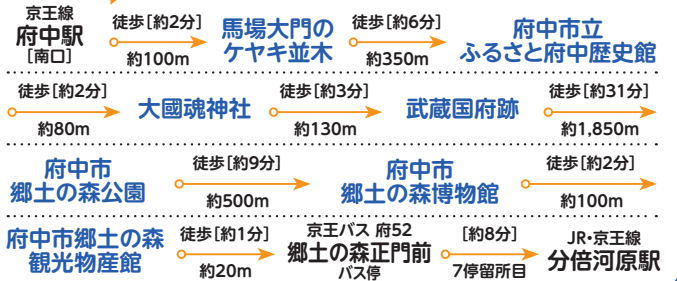 京王線
府中駅
[南口]
徒歩[約2分]
約100m
馬場大門の
ケヤキ並木
徒歩[約6分]
約350m
府中市立
ふるさと府中歴史館
徒歩[約2分]
約80m
大國魂神社
徒歩[約3分]
約130m
武蔵国府跡
徒歩[約31分]
約1,850m
府中市
郷土の森公園
徒歩[約9分]
約500m
府中市
郷土の森博物館
徒歩[約2分]
約100m
府中市郷土の森
観光物産館
徒歩[約1分]
約20m
京王バス 府52
郷土の森正門前
バス停
[約8分]
7停留所目
JR・京王線
分倍河原駅